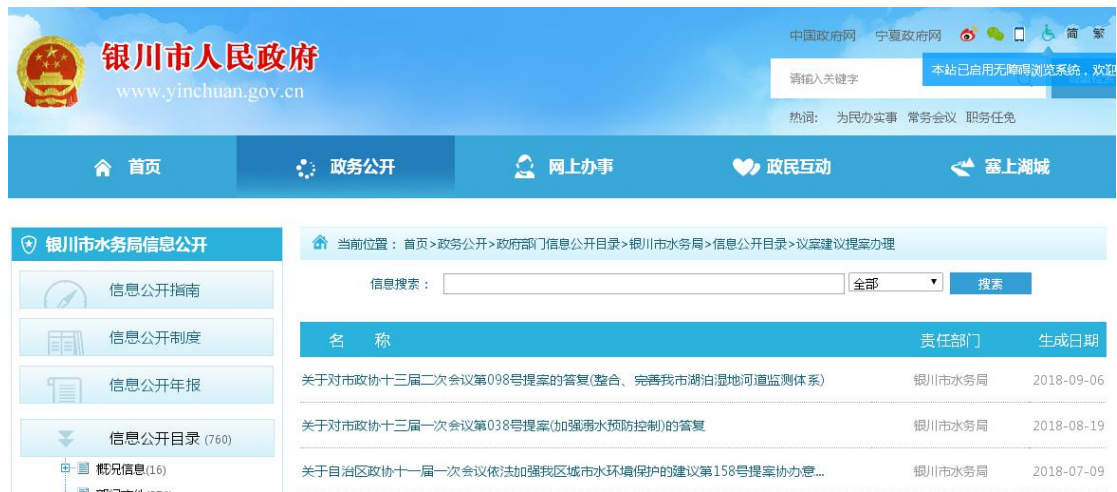 银川市人民政府
www.yinchuan.gov.cn
中国政府网 宁夏政府网 简 繁
请输入关键字
本站已启用无障碍浏览系统，欢迎
热词： 为民办实事 常务会议 职务任免
首页 政务公开 网上办事 政民互动 塞上湖城
银川市水务局信息公开
当前位置：首页>政务公开>政府部门信息公开目录>银川市水务局>信息公开目录>议案建议提案办理
信息公开指南
信息搜索： 全部 搜索
信息公开制度
名 称 责任部门 生成日期
信息公开年报
关于对市政协十三届二次会议第098号提案的答复(整合、完善我市湖泊湿地河道监测体系) 银川市水务局 2018-09-06
信息公开目录 (760)
关于对市政协十三届一次会议第038号提案(加强溺水预防控制)的答复 银川市水务局 2018-08-19
概况信息(16)
关于自治区政协十一届一次会议依法加强我区城市水环境保护的建议第158号提案协办意... 银川市水务局 2018-07-09